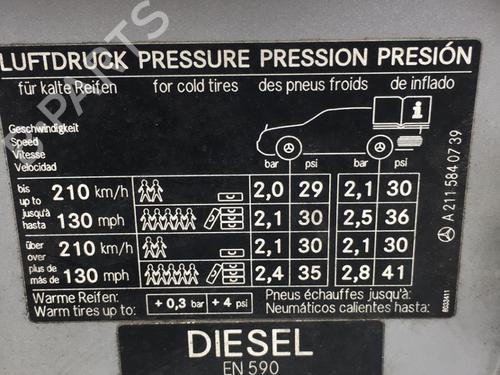 LUFTDRUCK PRESSURE PRESSION PRESIÓN
für kalte Reifen for cold tires des pneus froids de inflado
i
Geschwindigkeit
Speed
Vitesse
Velocidad
bar psi bar psi
bis
up to 210 km/h 2,0 29 2,1 30
jusqu'à
hasta 130 mph 2,1 30 2,5 36
über
over 210 km/h 2,1 30 2,1 30
plus de
más de 130 mph 2,4 35 2,8 41
Warme Reifen: Pneus échauffes jusqu'à:
+ 0,3 bar + 4 psi
Warm tires up to: Neumáticos calientes hasta:
A 211 584 07 39
DIESEL
EN 590